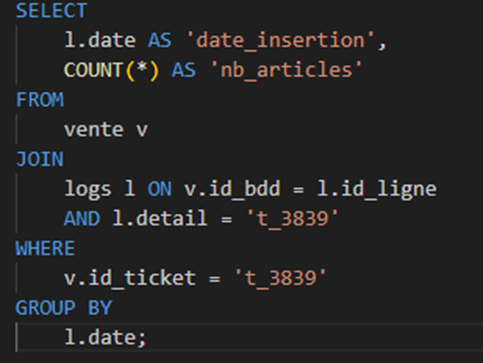 SELECT
    l.date AS 'date_insertion',
    COUNT(*) AS 'nb_articles'
FROM
    vente v
JOIN
    logs l ON v.id_bdd = l.id_ligne
    AND l.detail = 't_3839'
WHERE
    v.id_ticket = 't_3839'
GROUP BY
    l.date;